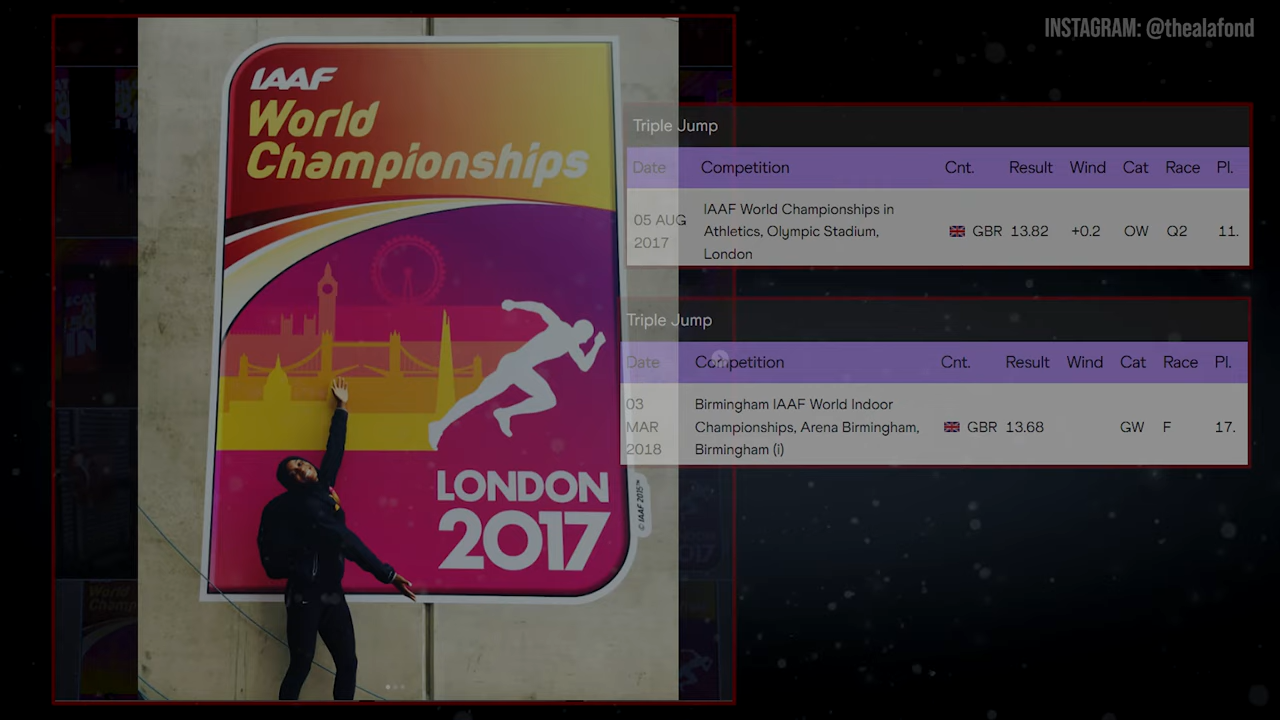 INSTAGRAM: @thealafond
IAAF
World
Championships
LONDON
2017
© IAAF 2015™
Triple Jump
Date Competition Cnt. Result Wind Cat Race Pl.
05 AUG 2017 IAAF World Championships in Athletics, Olympic Stadium, London GBR 13.82 +0.2 OW Q2 11.
Triple Jump
Date Competition Cnt. Result Wind Cat Race Pl.
03 MAR 2018 Birmingham IAAF World Indoor Championships, Arena Birmingham, Birmingham (i) GBR 13.68 GW F 17.